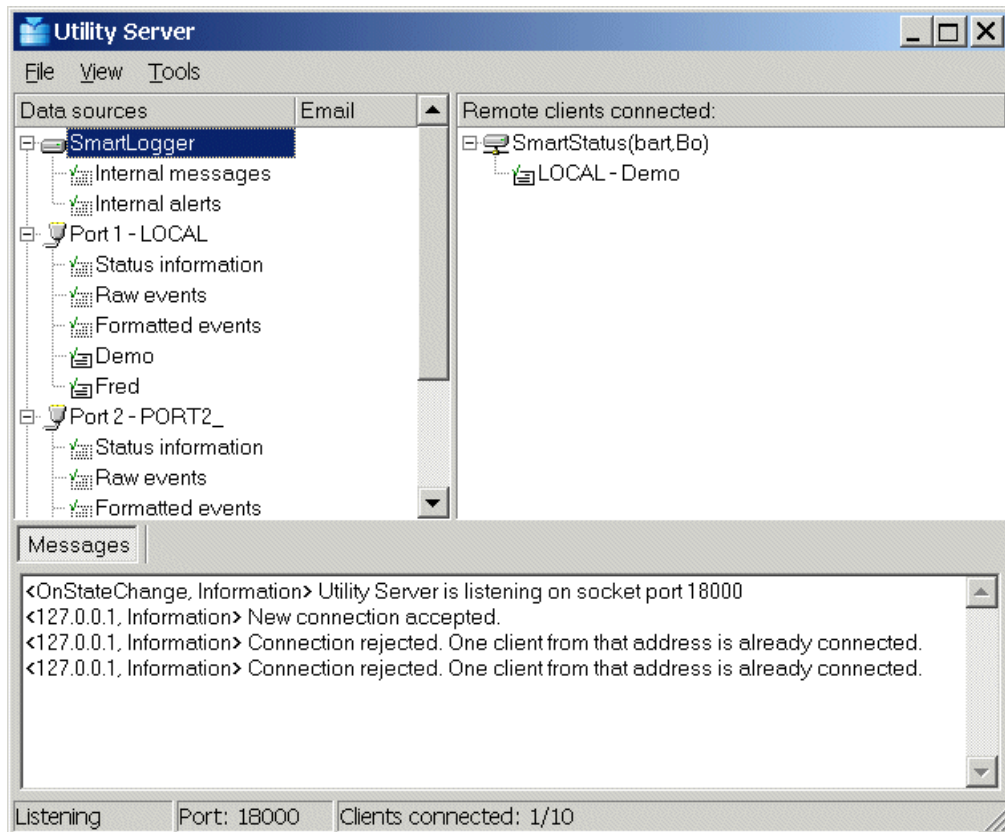 Utility Server
File View Tools
Data sources Email
SmartLogger
Internal messages
Internal alerts
Port 1 - LOCAL
Status information
Raw events
Formatted events
Demo
Fred
Port 2 - PORT2_
Status information
Raw events
Formatted events
Remote clients connected:
SmartStatus(bart,Bo)
LOCAL - Demo
Messages
<OnStateChange, Information> Utility Server is listening on socket port 18000
<127.0.0.1, Information> New connection accepted.
<127.0.0.1, Information> Connection rejected. One client from that address is already connected.
<127.0.0.1, Information> Connection rejected. One client from that address is already connected.
Listening Port: 18000 Clients connected: 1/10